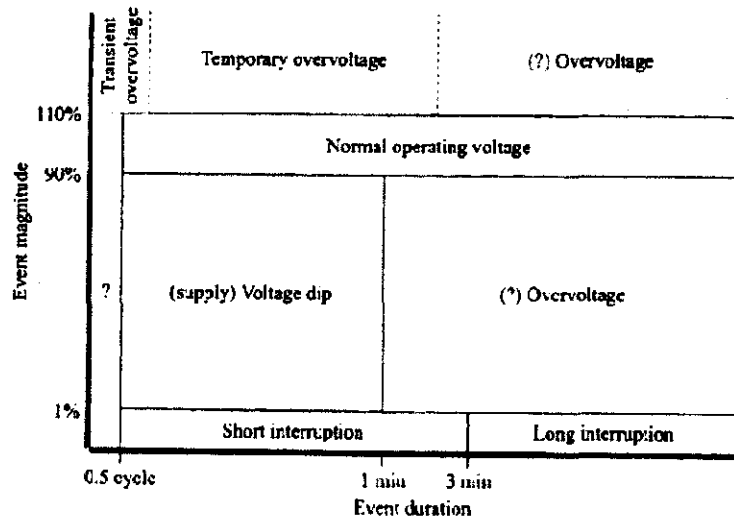 Transient
overvoltage
Temporary overvoltage
(?) Overvoltage
110%
Normal operating voltage
90%
Event magnitude
?
(supply) Voltage dip
(?) Overvoltage
1%
Short interruption
Long interruption
0.5 cycle
1 min
3 min
Event duration